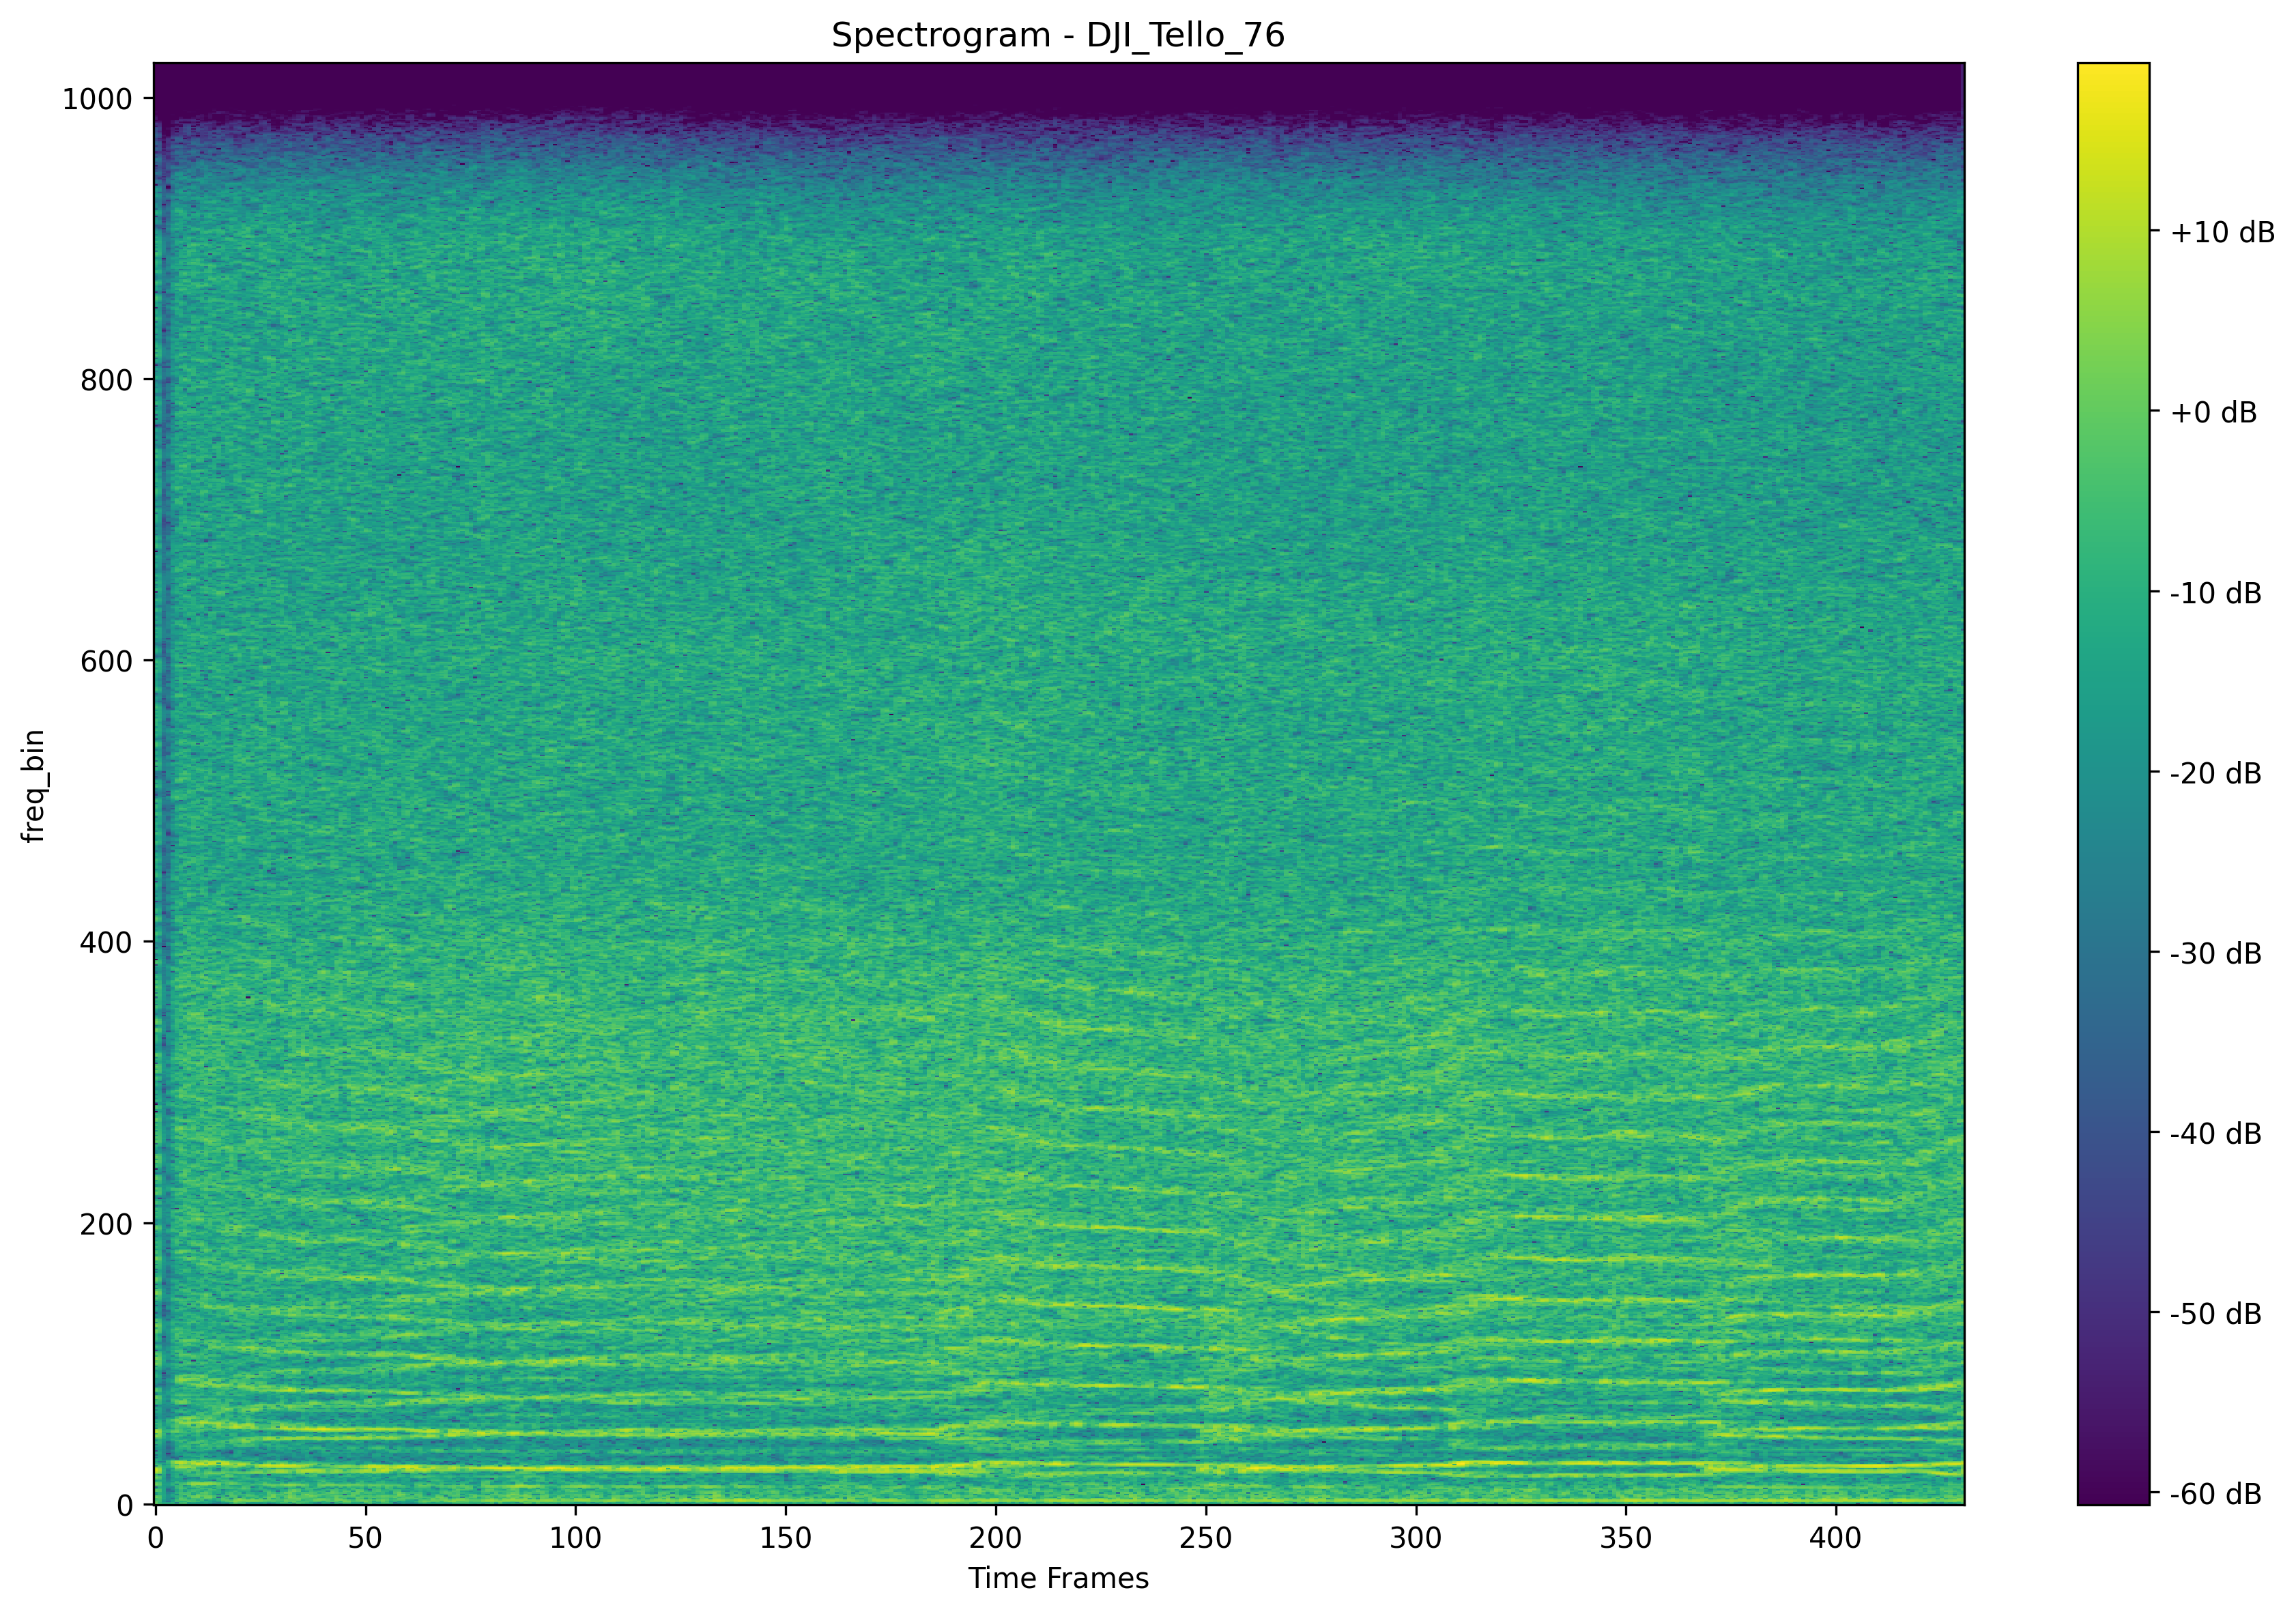 Spectrogram - DJI_Tello_76
1000
800
600
400
200
0
freq_bin
0 50 100 150 200 250 300 350 400
Time Frames
+10 dB
+0 dB
-10 dB
-20 dB
-30 dB
-40 dB
-50 dB
-60 dB